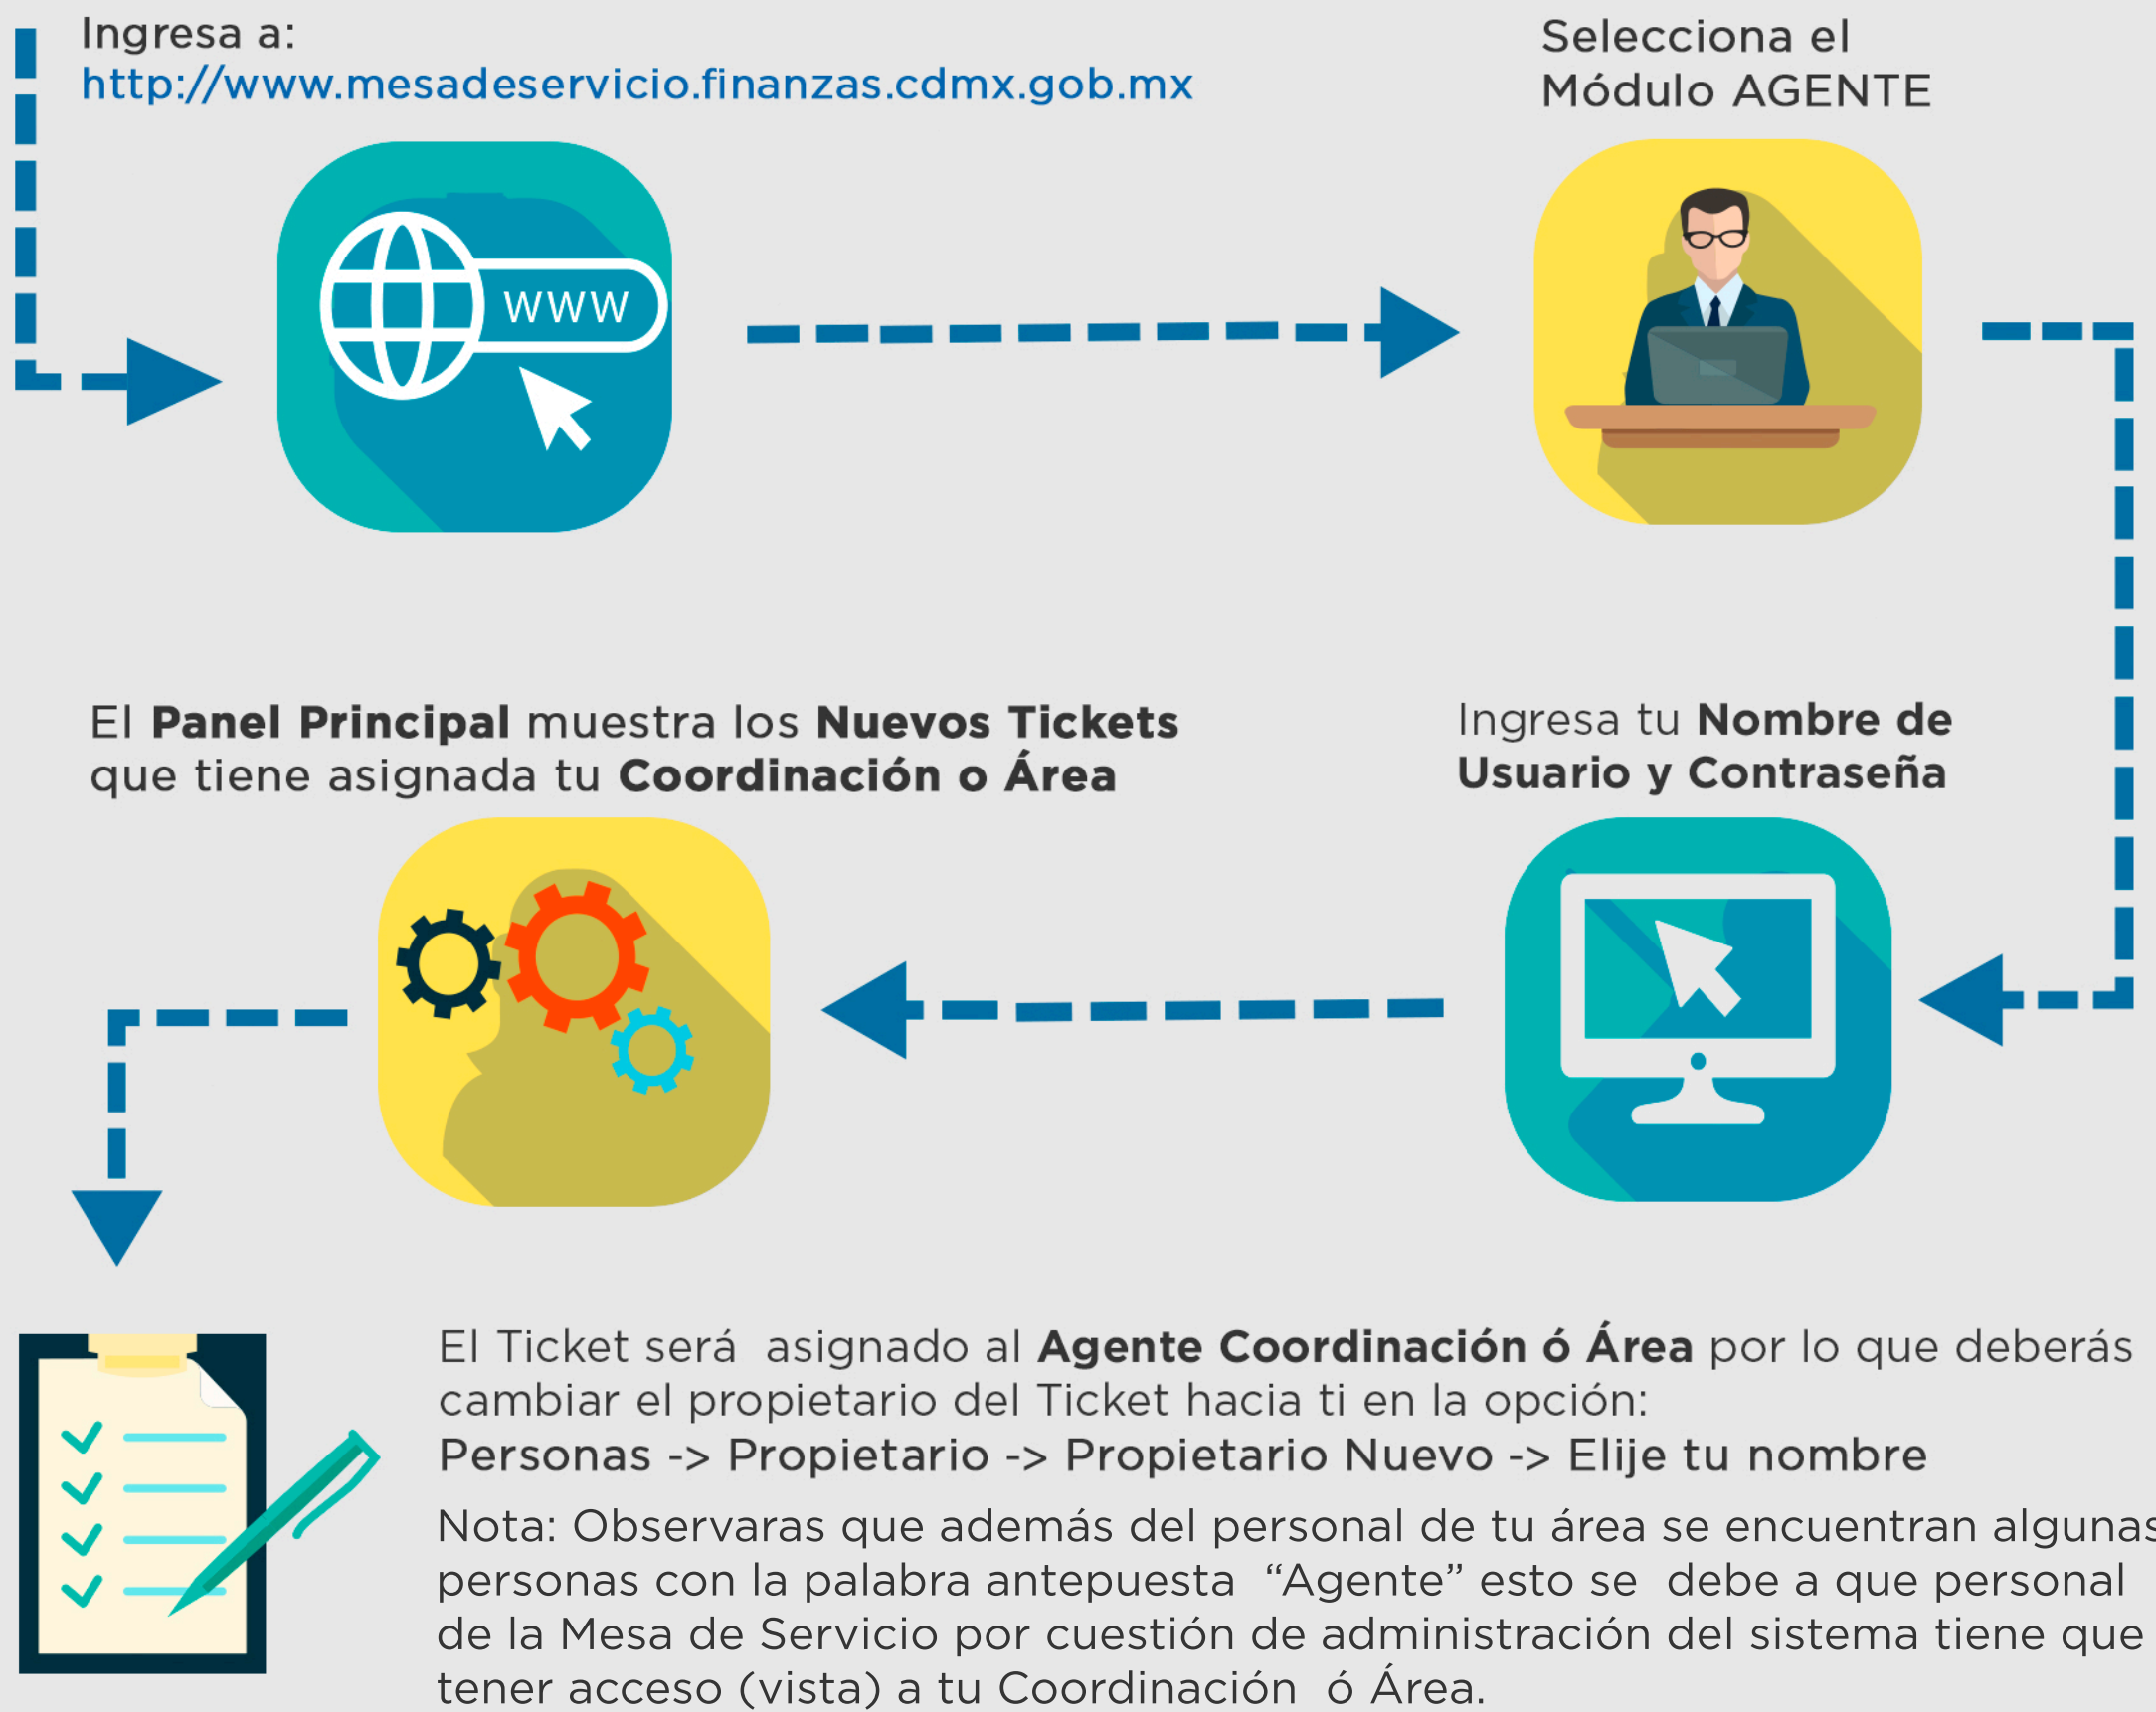 Ingresa a:
http://www.mesadeservicio.finanzas.cdmx.gob.mx
Selecciona el
Módulo AGENTE
WWW
Ingresa tu Nombre de
Usuario y Contraseña
El Panel Principal muestra los Nuevos Tickets
que tiene asignada tu Coordinación o Área
El Ticket será asignado al Agente Coordinación ó Área por lo que deberás
cambiar el propietario del Ticket hacia ti en la opción:
Personas -> Propietario -> Propietario Nuevo -> Elije tu nombre
Nota: Observaras que además del personal de tu área se encuentran algunas
personas con la palabra antepuesta “Agente” esto se debe a que personal
de la Mesa de Servicio por cuestión de administración del sistema tiene que
tener acceso (vista) a tu Coordinación ó Área.